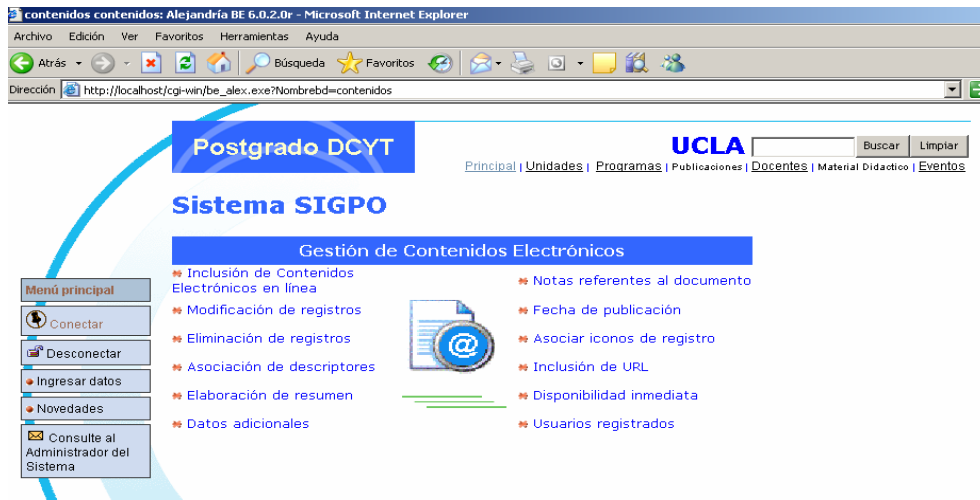 contenidos contenidos: Alejandría BE 6.0.2.0r - Microsoft Internet Explorer
Archivo Edición Ver Favoritos Herramientas Ayuda
Atrás Búsqueda Favoritos
Dirección http://localhost/cgi-win/be_alex.exe?Nombrebd=contenidos
Postgrado DCYT
UCLA Buscar Limpiar
Principal | Unidades | Programas | Publicaciones | Docentes | Material Didactico | Eventos
Sistema SIGPO
Gestión de Contenidos Electrónicos
Menú principal
Conectar
Desconectar
Ingresar datos
Novedades
Consulte al
Administrador del
Sistema
Inclusión de Contenidos
Electrónicos en línea
Modificación de registros
Eliminación de registros
Asociación de descriptores
Elaboración de resumen
Datos adicionales
@
Notas referentes al documento
Fecha de publicación
Asociar iconos de registro
Inclusión de URL
Disponibilidad inmediata
Usuarios registrados